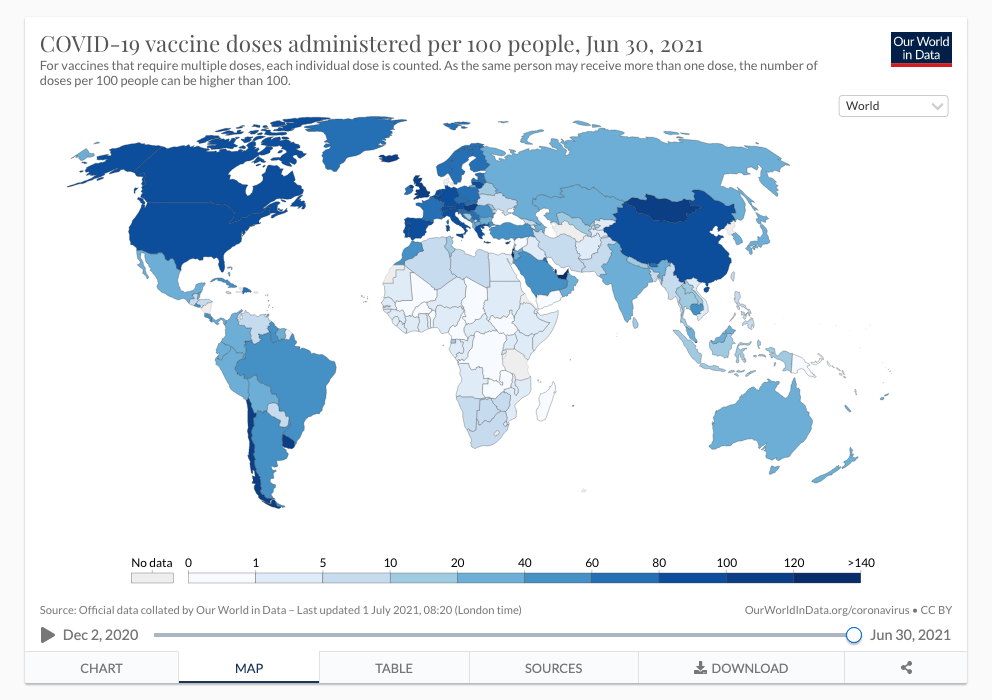 COVID-19 vaccine doses administered per 100 people, Jun 30, 2021
Our World
in Data
For vaccines that require multiple doses, each individual dose is counted. As the same person may receive more than one dose, the number of
doses per 100 people can be higher than 100.
World
No data 0 1 5 10 20 40 60 80 100 120 >140
Source: Official data collated by Our World in Data – Last updated 1 July 2021, 08:20 (London time) OurWorldInData.org/coronavirus • CC BY
Dec 2, 2020 Jun 30, 2021
CHART MAP TABLE SOURCES DOWNLOAD